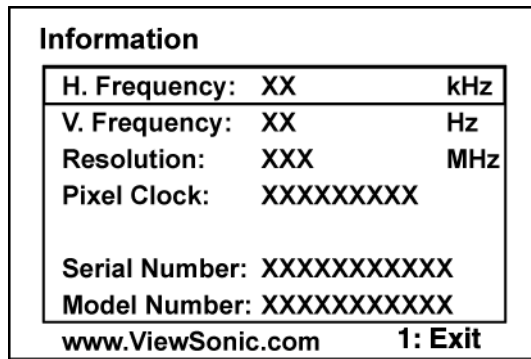 Information
H. Frequency: XX kHz
V. Frequency: XX Hz
Resolution: XXX MHz
Pixel Clock: XXXXXXXXX
Serial Number: XXXXXXXXXXX
Model Number: XXXXXXXXXXX
www.ViewSonic.com 1: Exit